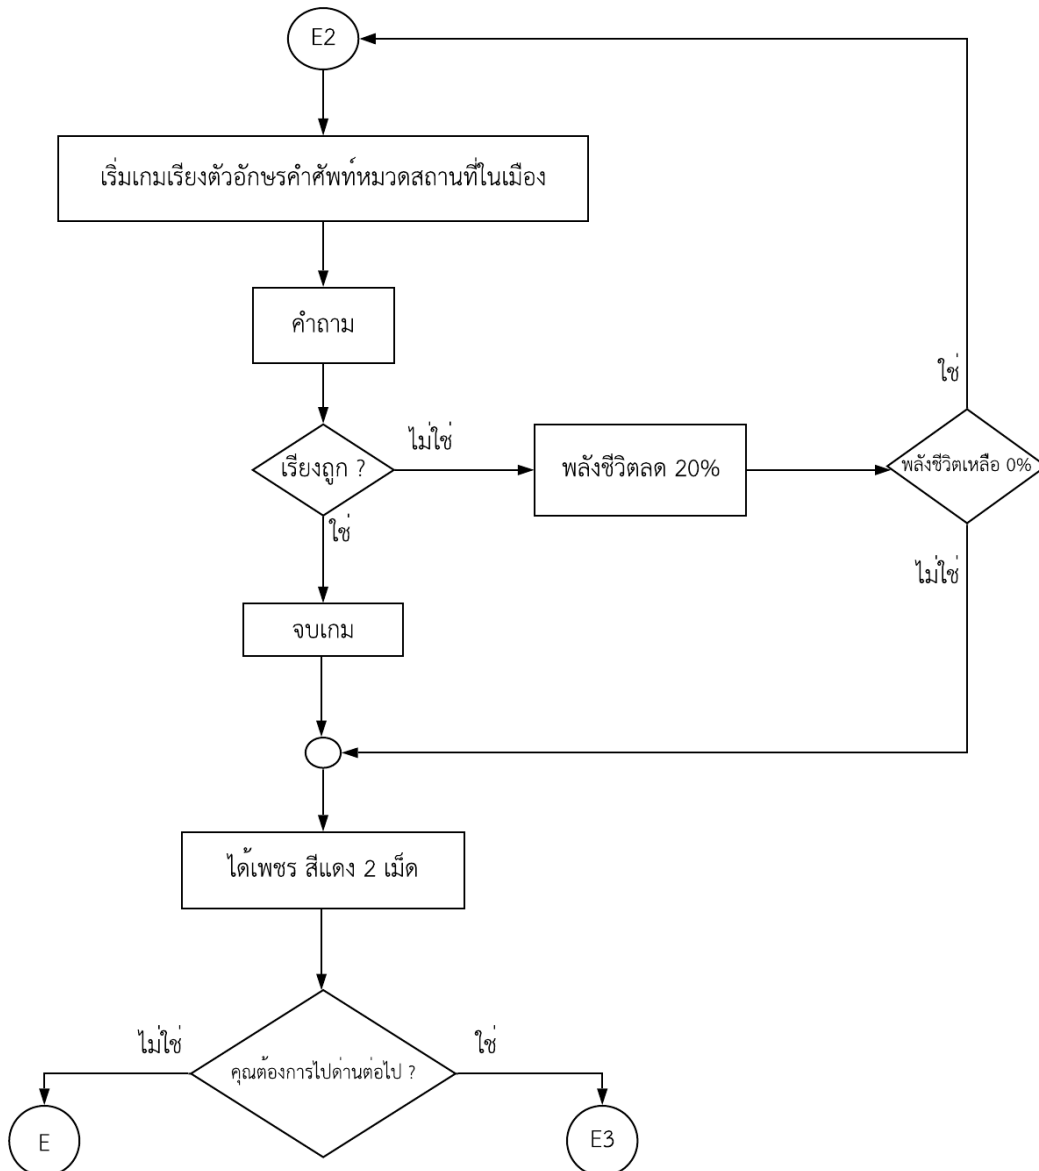 E2
เริ่มเกมเรียงตัวอักษรคำศัพท์หมวดสถานที่ในเมือง
คำถาม
เรียงถูก ?
ไม่ใช่
พลังชีวิตลด 20%
พลังชีวิตเหลือ 0%
ใช่
ใช่
ไม่ใช่
จบเกม
ได้เพชร สีแดง 2 เม็ด
ไม่ใช่
คุณต้องการไปด่านต่อไป ?
ใช่
E
E3